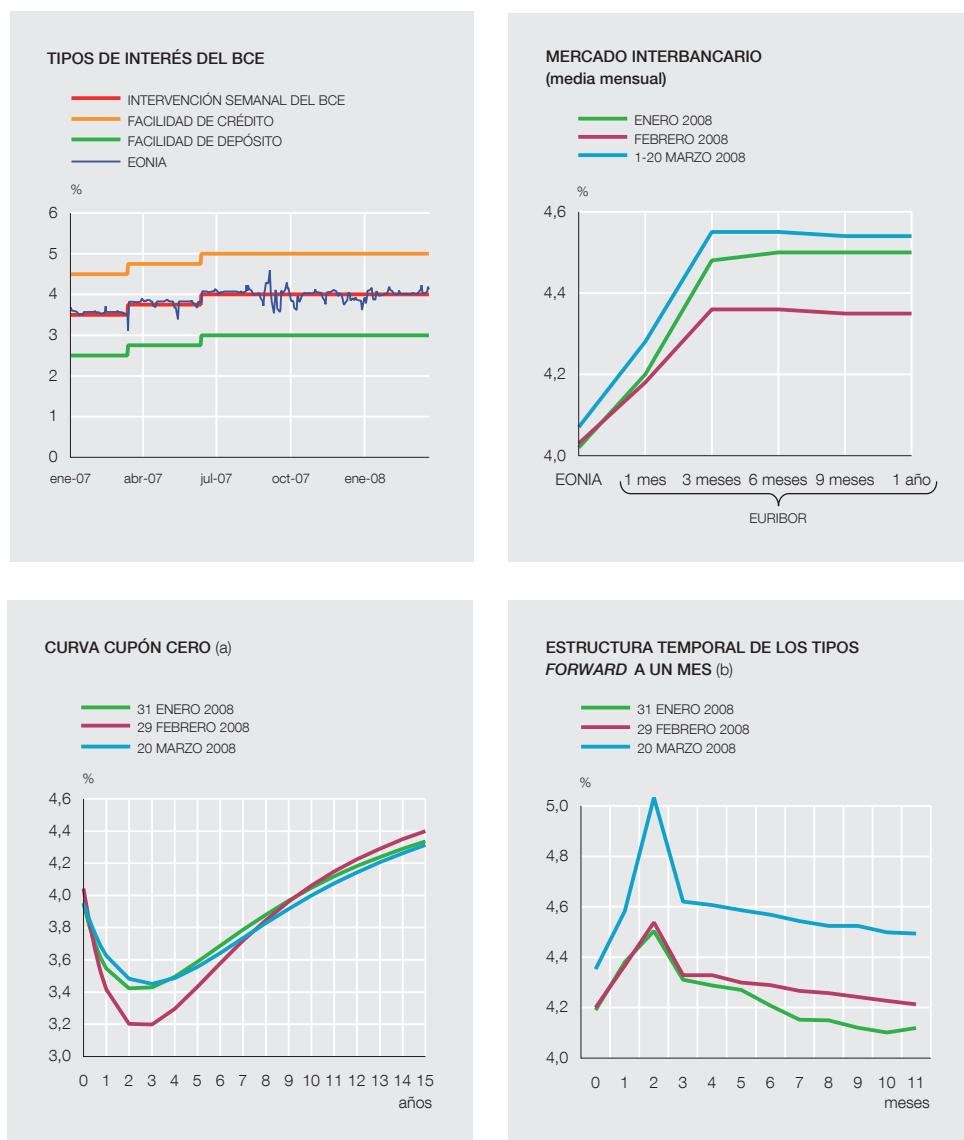 TIPOS DE INTERÉS DEL BCE
INTERVENCIÓN SEMANAL DEL BCE
FACILIDAD DE CRÉDITO
FACILIDAD DE DEPÓSITO
EONIA
%
6
5
4
3
2
1
0
ene-07 abr-07 jul-07 oct-07 ene-08
MERCADO INTERBANCARIO
(media mensual)
ENERO 2008
FEBRERO 2008
1-20 MARZO 2008
%
4,6
4,4
4,2
4,0
EONIA 1 mes 3 meses 6 meses 9 meses 1 año
EURIBOR
CURVA CUPÓN CERO (a)
31 ENERO 2008
29 FEBRERO 2008
20 MARZO 2008
%
4,6
4,4
4,2
4,0
3,8
3,6
3,4
3,2
3,0
0 1 2 3 4 5 6 7 8 9 10 11 12 13 14 15
años
ESTRUCTURA TEMPORAL DE LOS TIPOS
FORWARD A UN MES (b)
31 ENERO 2008
29 FEBRERO 2008
20 MARZO 2008
%
5,0
4,8
4,6
4,4
4,2
4,0
0 1 2 3 4 5 6 7 8 9 10 11
meses